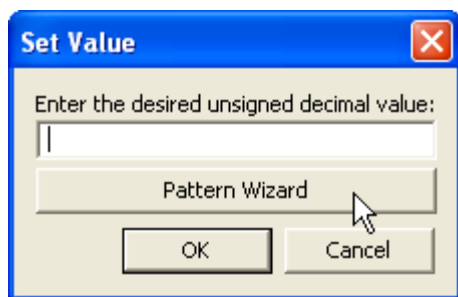 Set Value
Enter the desired unsigned decimal value:
Pattern Wizard
OK
Cancel